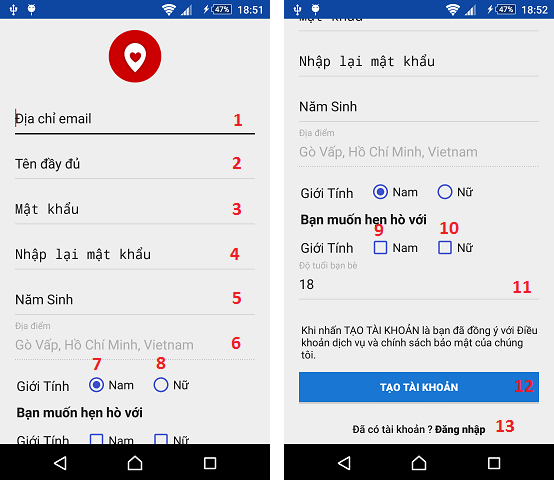 47% 18:51
Địa chỉ email 1
Tên đầy đủ 2
Mật khẩu 3
Nhập lại mật khẩu 4
Năm Sinh 5
Địa điểm
Gò Vấp, Hồ Chí Minh, Vietnam 6
7 8
Giới Tính Nam Nữ
Bạn muốn hẹn hò với
Giới Tính Nam Nữ
47% 18:52
Mật khẩu
Nhập lại mật khẩu
Năm Sinh
Địa điểm
Gò Vấp, Hồ Chí Minh, Vietnam
Giới Tính Nam Nữ
Bạn muốn hẹn hò với
9 10
Giới Tính Nam Nữ
Độ tuổi bạn bè
18 11
Khi nhấn TẠO TÀI KHOẢN là bạn đã đồng ý với Điều
khoản dịch vụ và chính sách bảo mật của chúng
tôi.
TẠO TÀI KHOẢN 12
Đã có tài khoản ? Đăng nhập 13